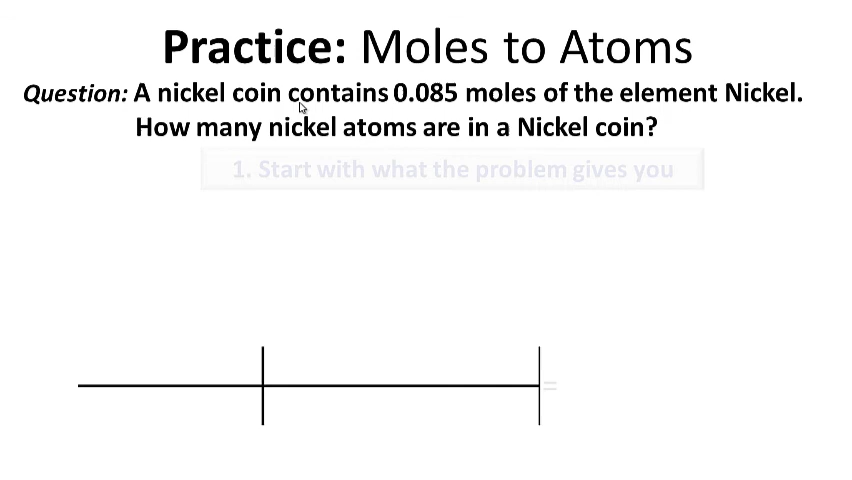 Practice: Moles to Atoms
Question: A nickel coin contains 0.085 moles of the element Nickel.
How many nickel atoms are in a Nickel coin?
1. Start with what the problem gives you
=